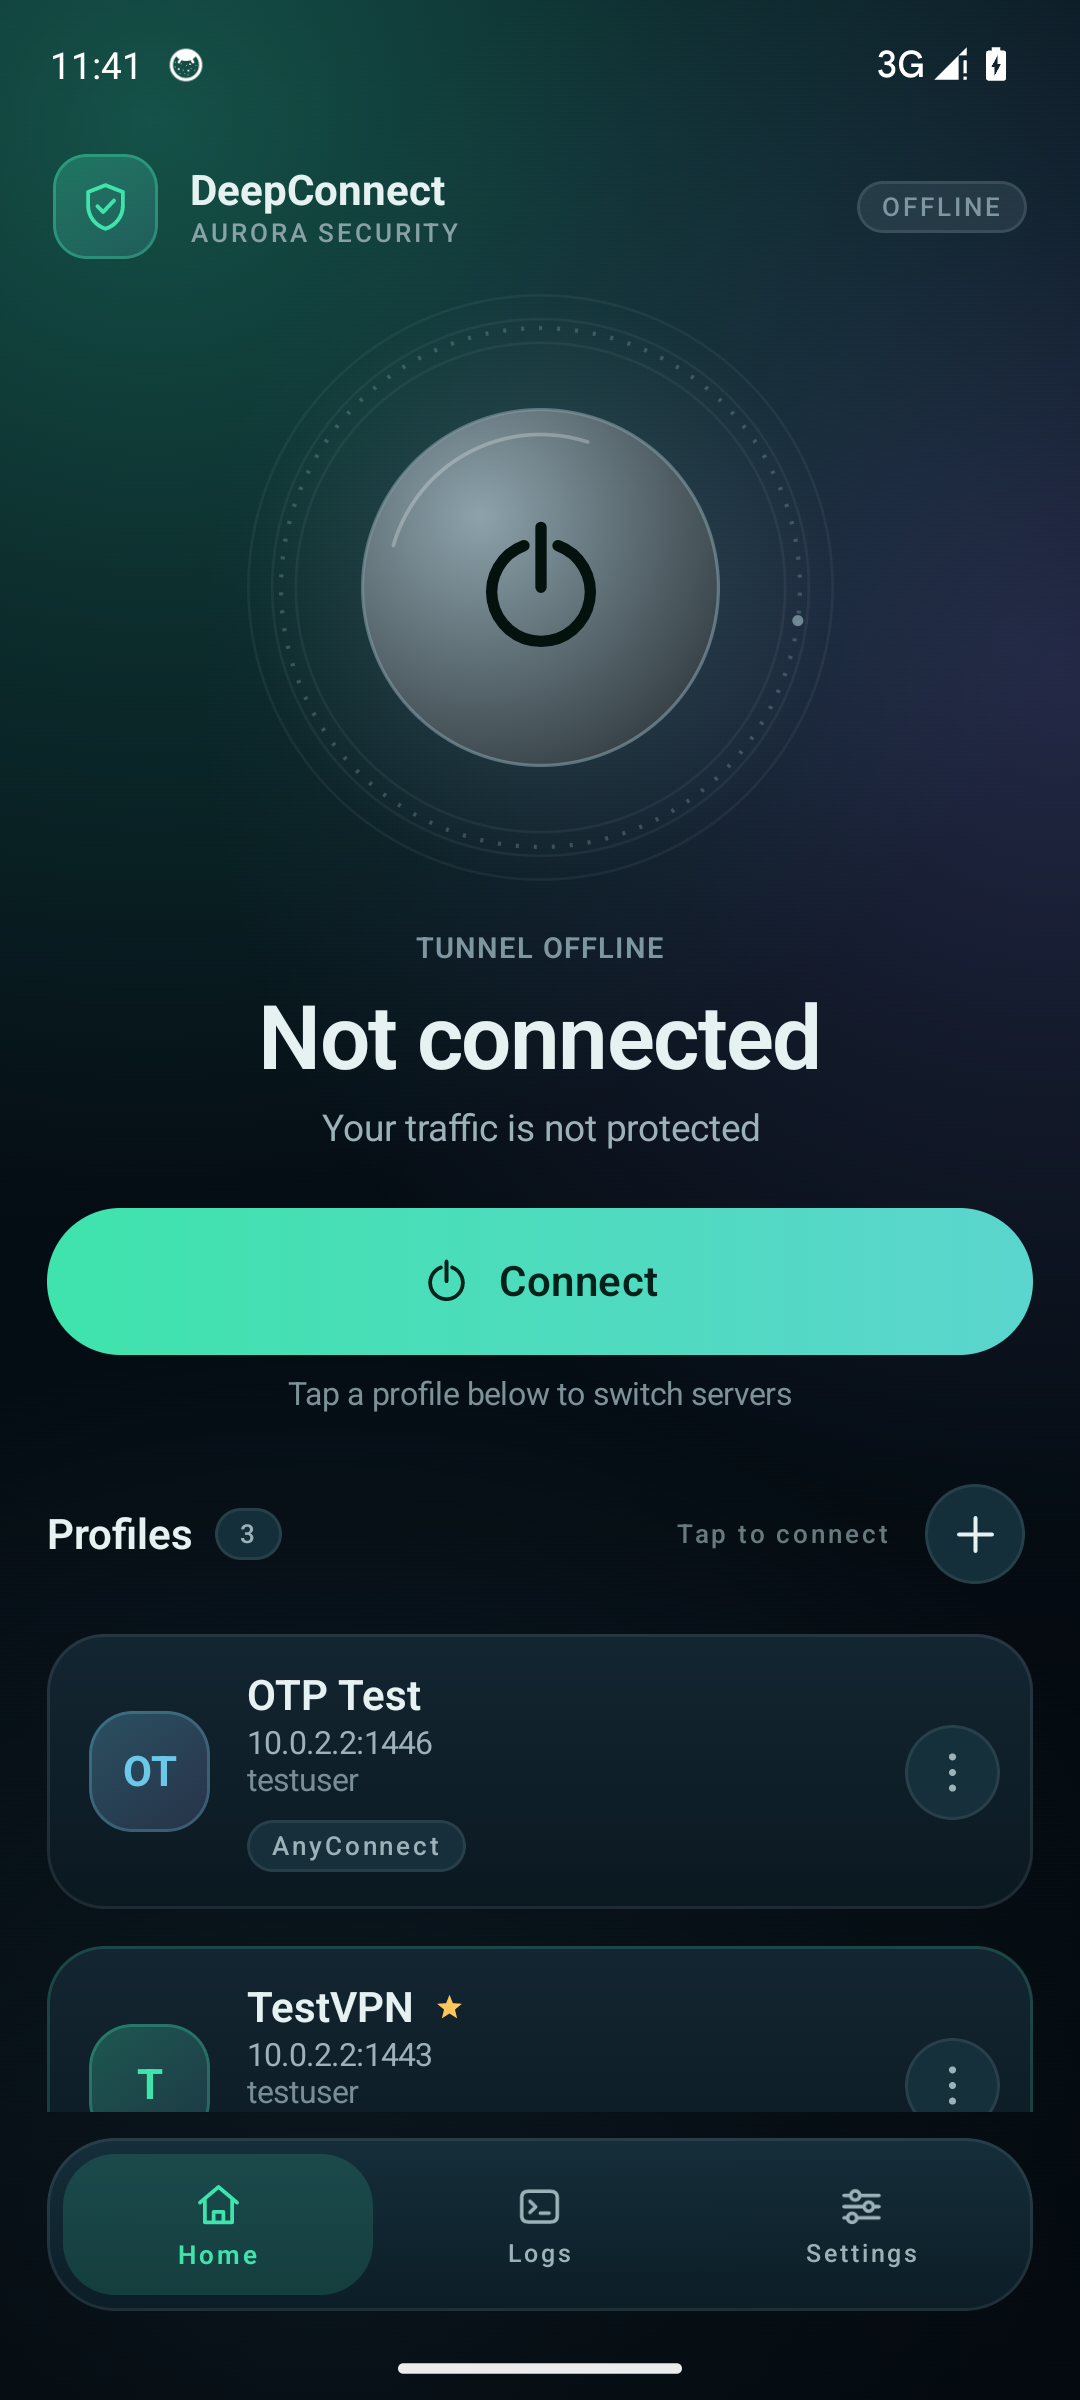 11:41
3G
DeepConnect
AURORA SECURITY
OFFLINE
TUNNEL OFFLINE
Not connected
Your traffic is not protected
Connect
Tap a profile below to switch servers
Profiles
3
Tap to connect
OT
OTP Test
10.0.2.2:1446
testuser
AnyConnect
T
TestVPN
10.0.2.2:1443
testuser
Home
Logs
Settings